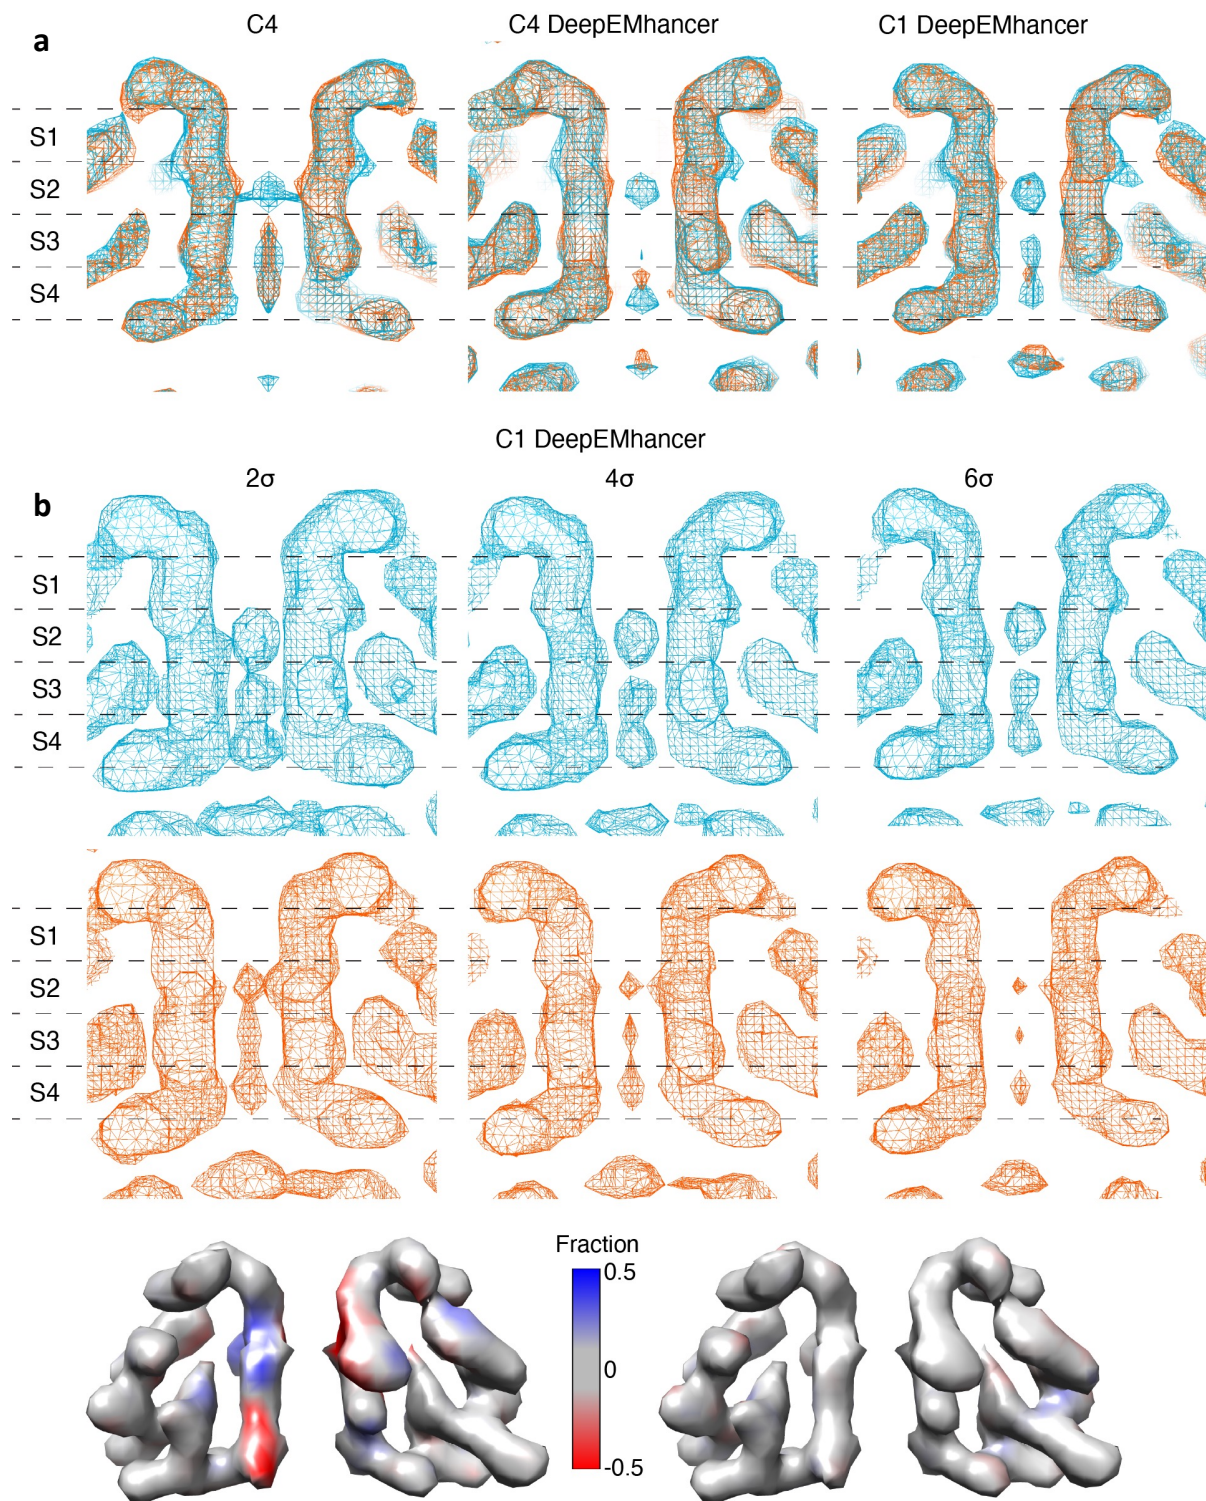 a
C4
C4 DeepEMhancer
C1 DeepEMhancer
S1
S2
S3
S4
C1 DeepEMhancer
b
2σ
4σ
6σ
S1
S2
S3
S4
S1
S2
S3
S4
Fraction
0.5
0
-0.5